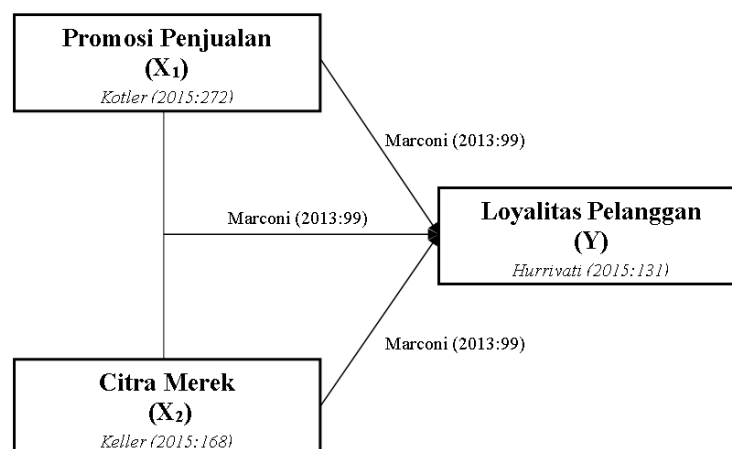 Promosi Penjualan
(X₁)
Kotler (2015:272)
Marconi (2013:99)
Marconi (2013:99)
Loyalitas Pelanggan
(Y)
Hurrivati (2015:131)
Marconi (2013:99)
Citra Merek
(X₂)
Keller (2015:168)